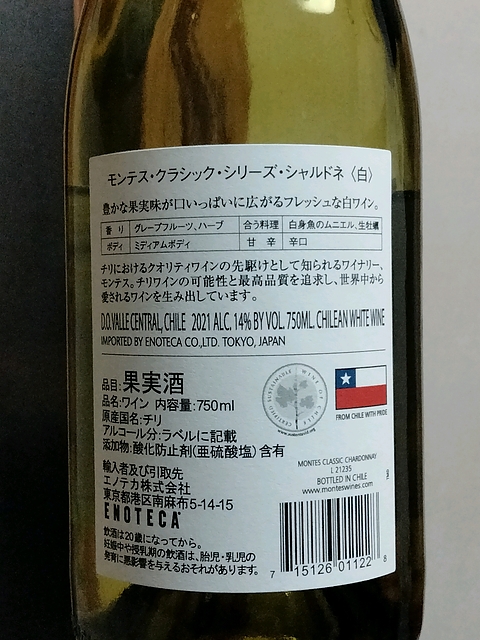 モンテス・クラシック・シリーズ・シャルドネ〈白〉
豊かな果実味が口いっぱいに広がるフレッシュな白ワイン。
香り グレープフルーツ、ハーブ 合う料理 白身魚のムニエル、生牡蠣
ボディ ミディアムボディ 甘辛 辛口
チリにおけるクオリティワインの先駆けとして知られるワイナリー、
モンテス。チリワインの可能性と最高品質を追求し、世界中から
愛されるワインを生み出しています。
D.O.VALLE CENTRAL, CHILE 2021 ALC. 14% BY VOL. 750ML. CHILEAN WHITE WINE
IMPORTED BY ENOTECA CO.,LTD. TOKYO, JAPAN
品目:果実酒
品名:ワイン 内容量:750ml
原産国名:チリ
アルコール分:ラベルに記載
添加物:酸化防止剤(亜硫酸塩)含有
輸入者及び引取先
エノテカ株式会社
東京都港区南麻布5-14-15
ENOTECA
飲酒は20歳になってから。
妊娠中や授乳期の飲酒は、胎児・乳児の
発育に悪影響を与えるおそれがあります。
CERTIFIED SUSTAINABLE WINE OF CHILE
FROM CHILE WITH PRIDE
MONTES CLASSIC CHARDONNAY
L 21235
BOTTLED IN CHILE
www.monteswines.com
7 15126 01122 8